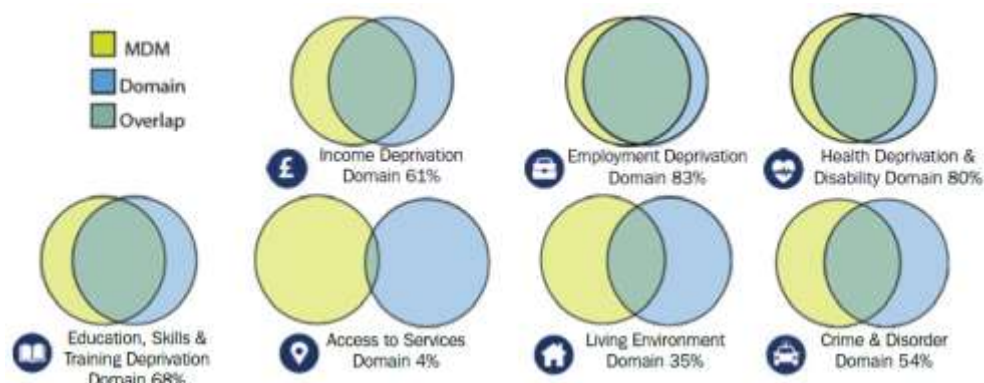 MDM
Domain
Overlap
Income Deprivation
Domain 61%
Employment Deprivation
Domain 83%
Health Deprivation &
Disability Domain 80%
Education, Skills &
Training Deprivation
Domain 68%
Access to Services
Domain 4%
Living Environment
Domain 35%
Crime & Disorder
Domain 54%